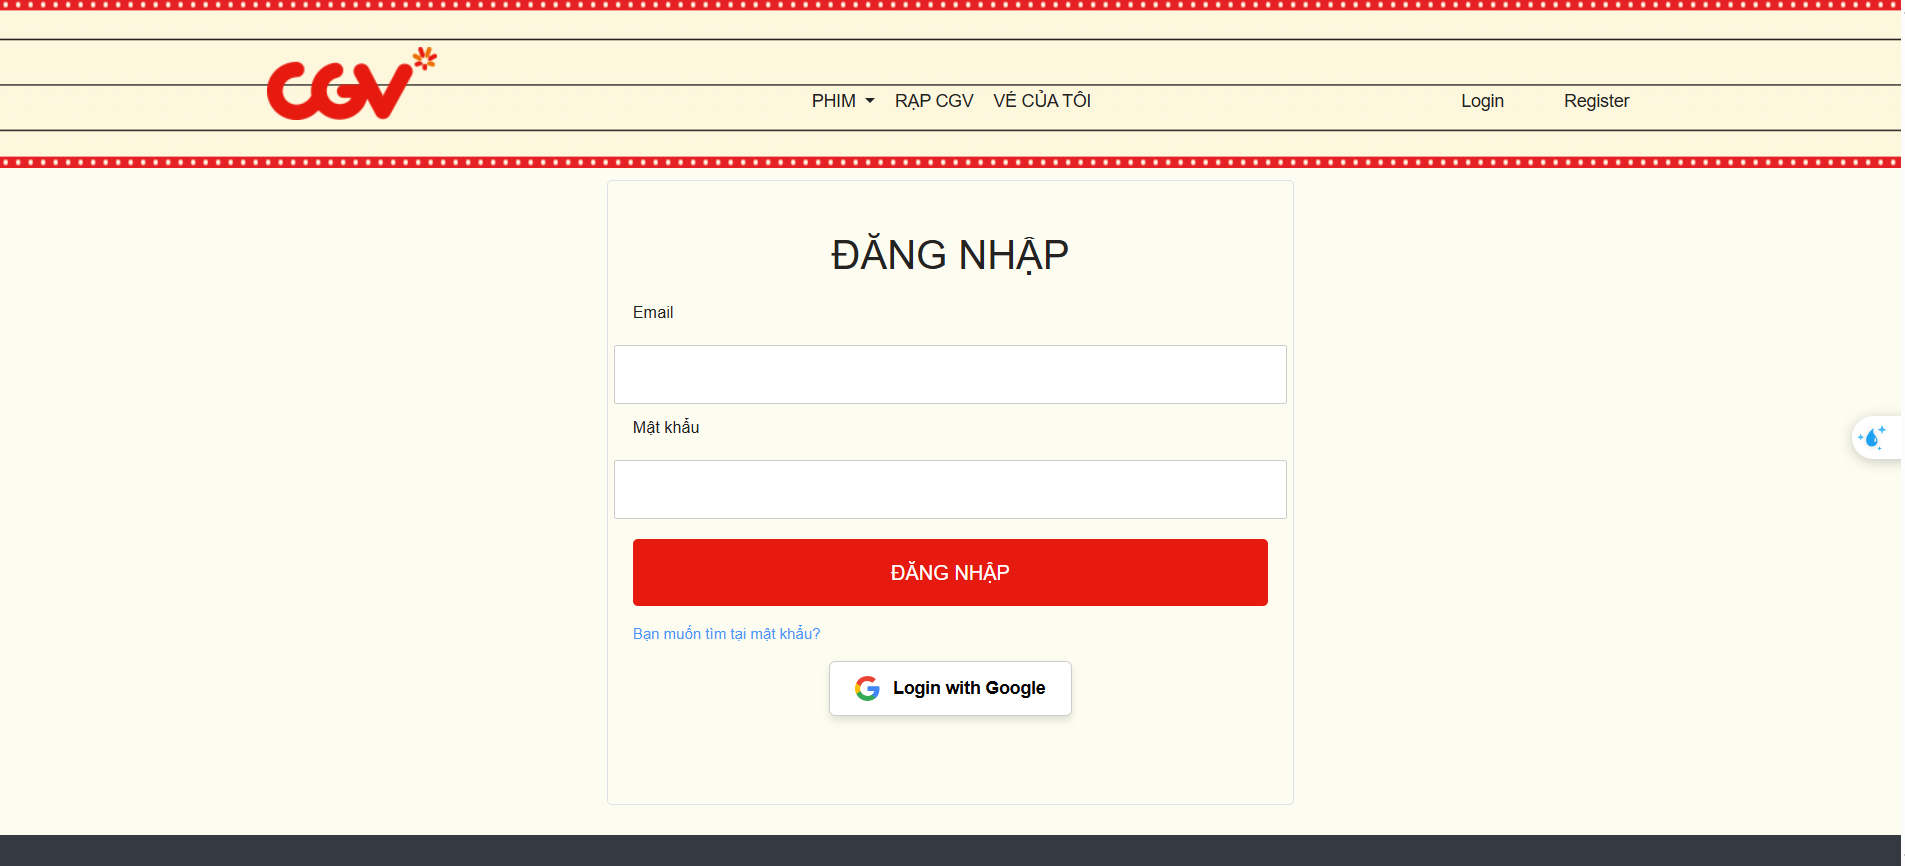 CGV
PHIM RẠP CGV VÉ CỦA TÔI Login Register
ĐĂNG NHẬP
Email
Mật khẩu
ĐĂNG NHẬP
Bạn muốn tìm tại mật khẩu?
Login with Google